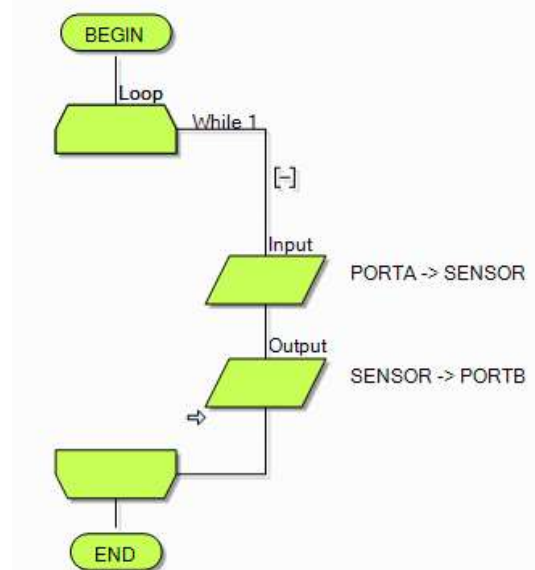 BEGIN
Loop
While 1
[-]
Input
PORTA -> SENSOR
Output
SENSOR -> PORTB
END